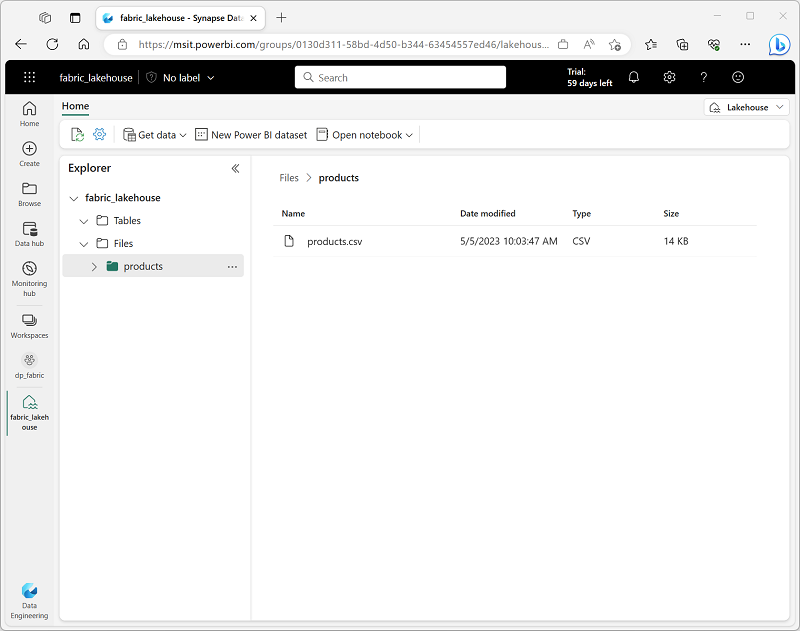 fabric_lakehouse - Synapse Data
https://msit.powerbi.com/groups/0130d311-58bd-4d50-b344-63454557ed46/lakehous...
fabric_lakehouse
No label
Search
Trial:
59 days left
Home
Create
Browse
Data hub
Monitoring
hub
Workspaces
dp_fabric
fabric_lakeh
ouse
Data
Engineering
Home
Lakehouse
Get data
New Power BI dataset
Open notebook
Explorer
fabric_lakehouse
Tables
Files
products
...
Files > products
Name Date modified Type Size
products.csv 5/5/2023 10:03:47 AM CSV 14 KB